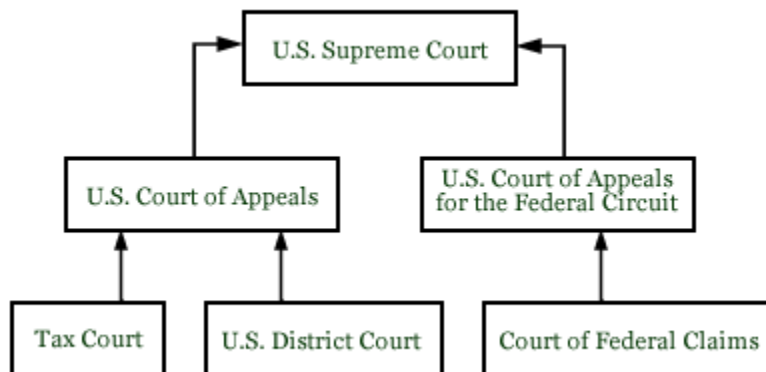 U.S. Supreme Court
U.S. Court of Appeals
U.S. Court of Appeals
for the Federal Circuit
Tax Court
U.S. District Court
Court of Federal Claims